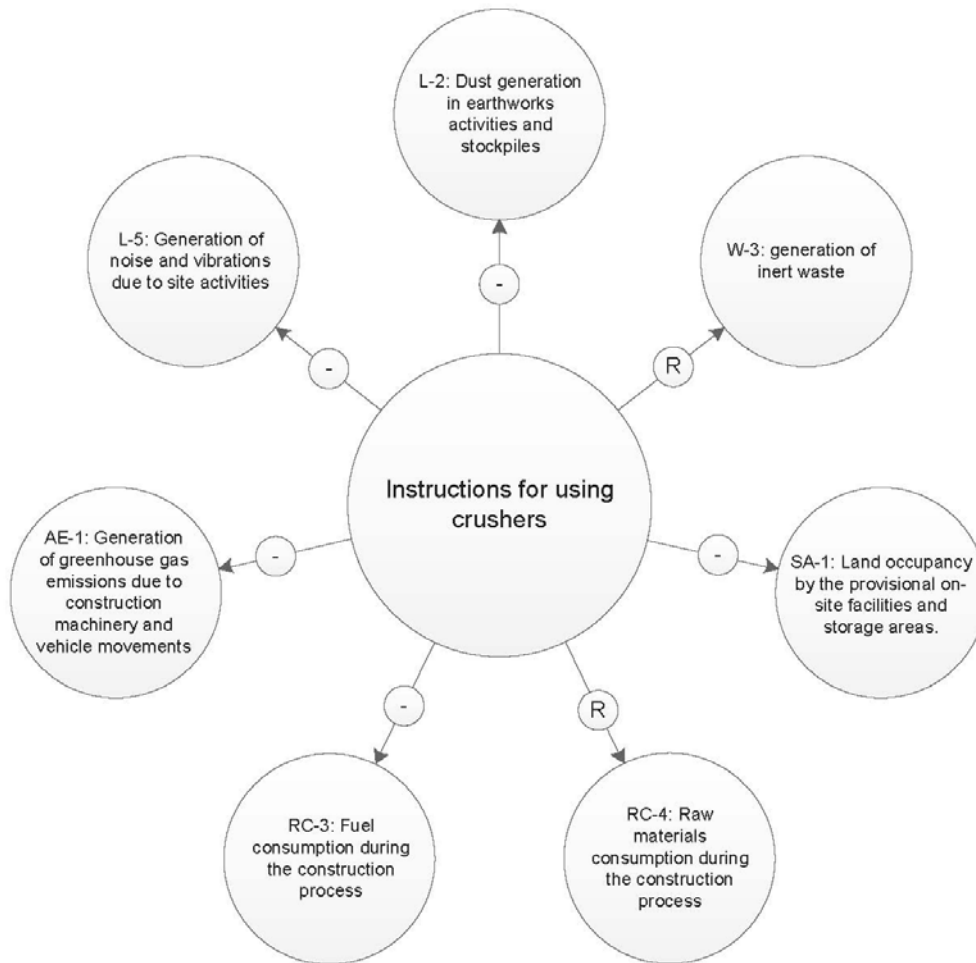 L-2: Dust generation
in earthworks
activities and
stockpiles
-
L-5: Generation of
noise and vibrations
due to site activities
-
W-3: generation of
inert waste
R
Instructions for using
crushers
AE-1: Generation
of greenhouse gas
emissions due to
construction
machinery and
vehicle movements
-
SA-1: Land occupancy
by the provisional on-
site facilities and
storage areas.
-
RC-3: Fuel
consumption during
the construction
process
-
RC-4: Raw
materials
consumption during
the construction
process
R